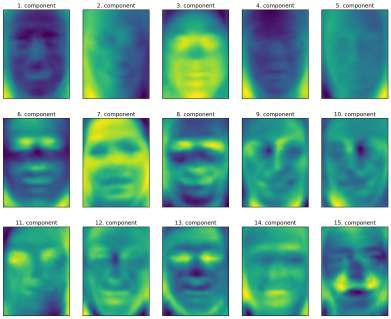 1. component
2. component
3. component
4. component
5. component
6. component
7. component
8. component
9. component
10. component
11. component
12. component
13. component
14. component
15. component